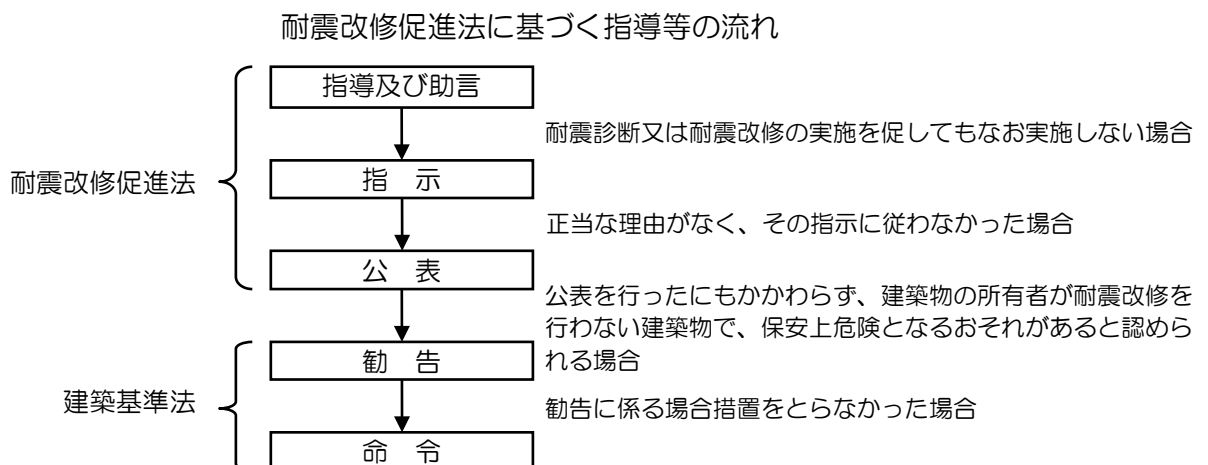 耐震改修促進法に基づく指導等の流れ
指導及び助言
耐震診断又は耐震改修の実施を促してもなお実施しない場合
耐震改修促進法
指　示
正当な理由がなく、その指示に従わなかった場合
公　表
公表を行ったにもかかわらず、建築物の所有者が耐震改修を
行わない建築物で、保安上危険となるおそれがあると認めら
れる場合
勧　告
建築基準法
勧告に係る場合措置をとらなかった場合
命　令